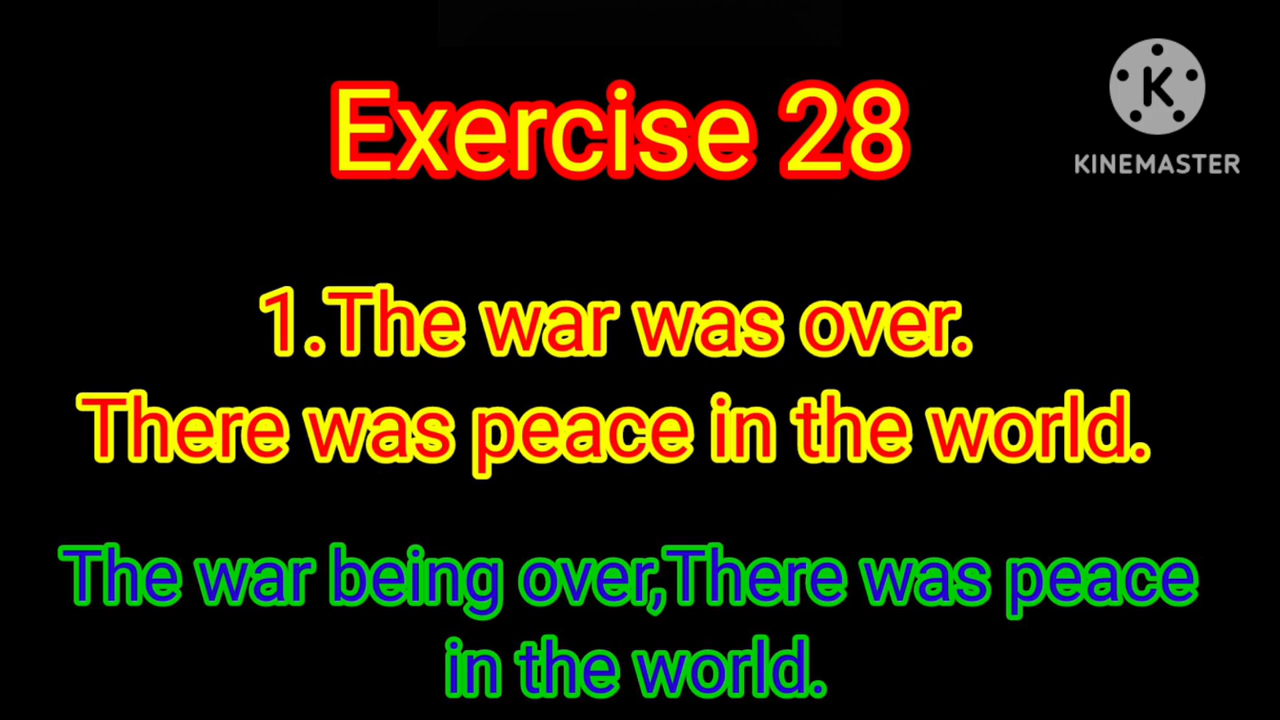 Exercise 28
K
KINEMASTER
1.The war was over.
There was peace in the world.
The war being over,There was peace
in the world.